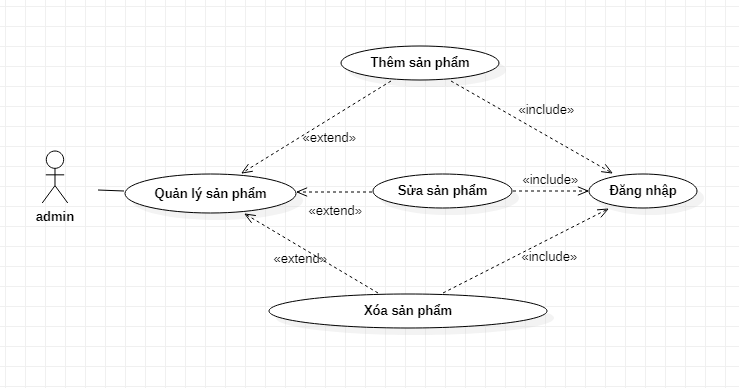 Thêm sản phẩm
«include»
«extend»
Quản lý sản phẩm
Sửa sản phẩm
«include»
Đăng nhập
«extend»
admin
«extend»
«include»
Xóa sản phẩm